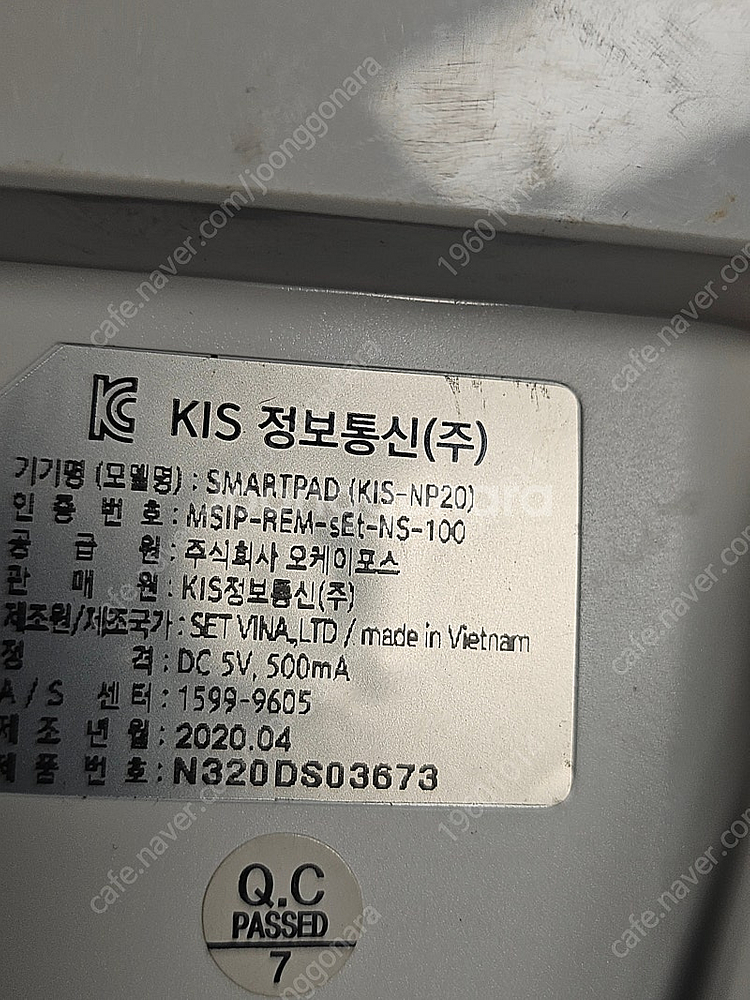 KC KIS 정보통신(주)
기기명 (모델명) : SMARTPAD (KIS-NP20)
인 증 번 호 : MSIP-REM-sEt-NS-100
공 급 원 : 주식회사 오케이포스
판 매 원 : KIS정보통신(주)
제조원/제조국가 : SET VINA.,LTD / made in Vietnam
정 격 : DC 5V, 500mA
A / S 센 터 : 1599-9605
제 조 년 월 : 2020.04
제 품 번 호 : N320DS03673
Q.C
PASSED
7
cafe.naver.com/joonggonara